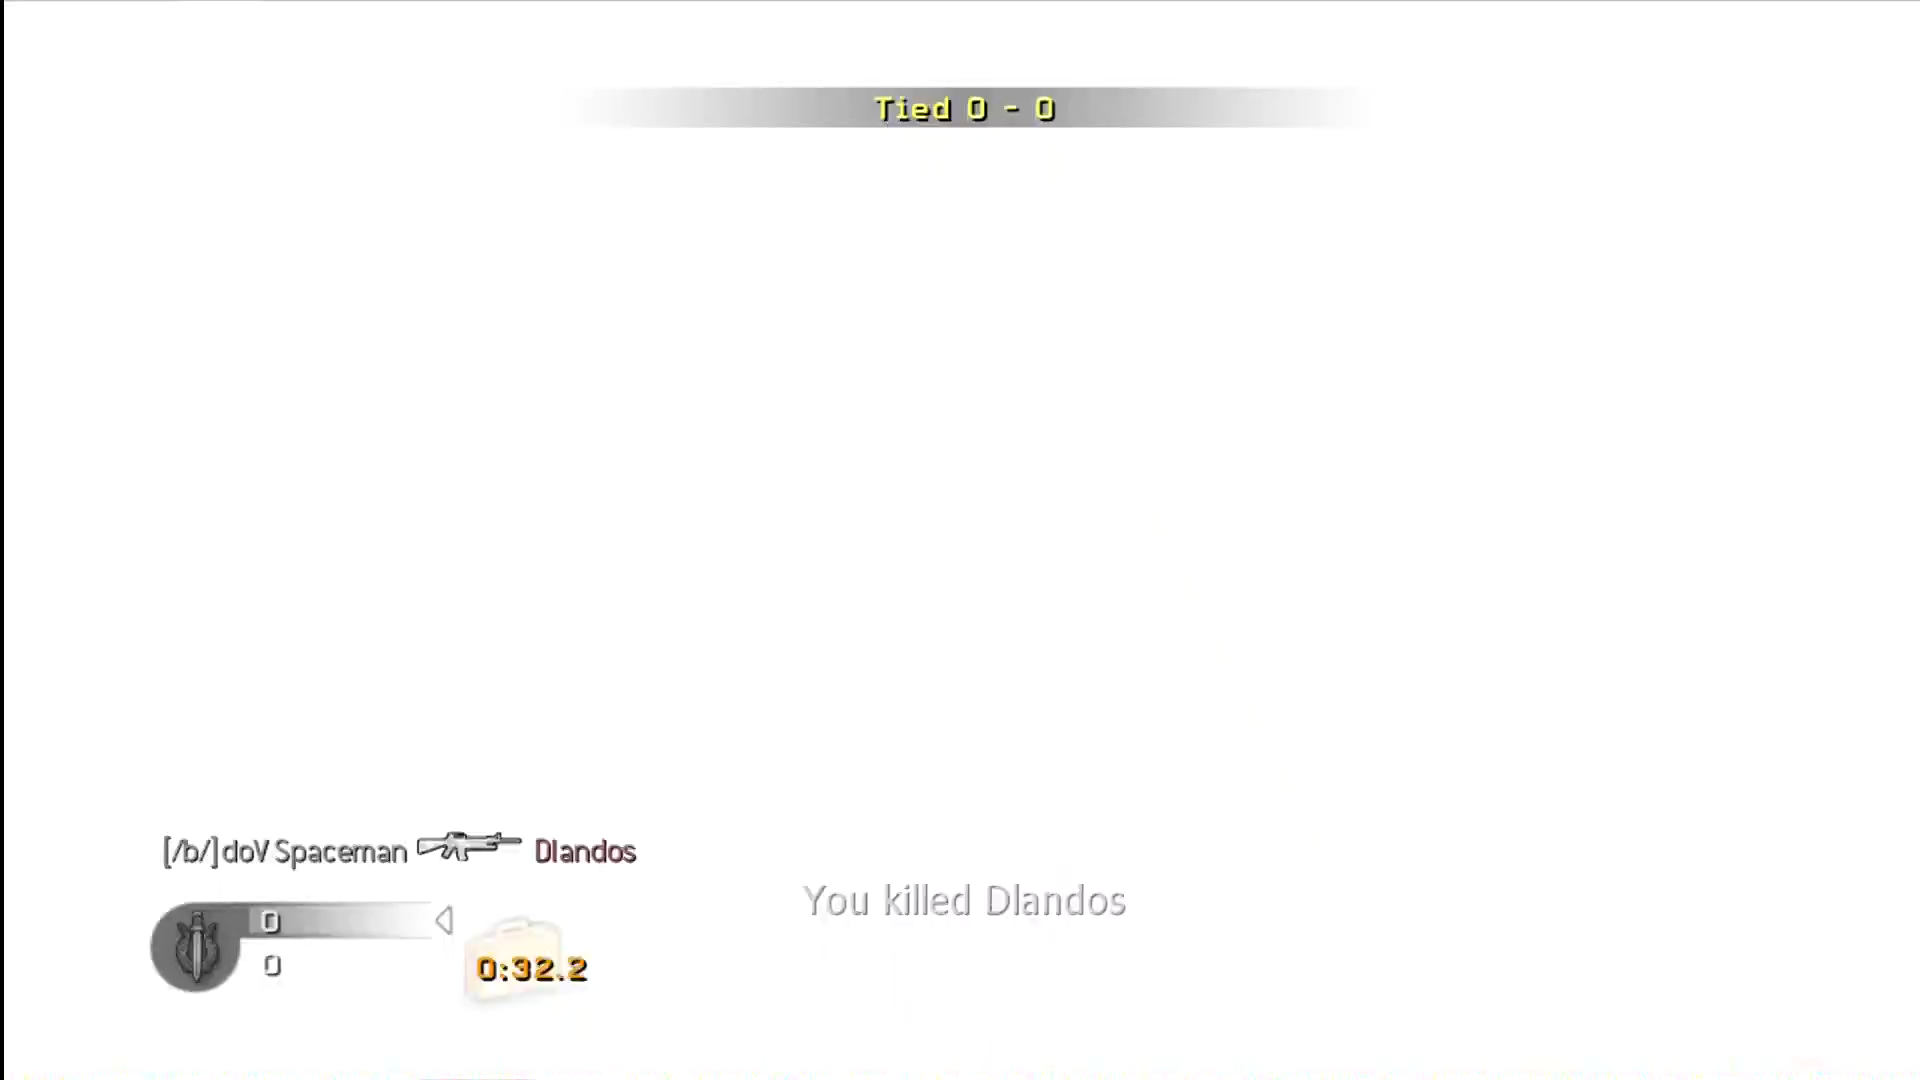 Tied 0 - 0
[/b/]doV Spaceman Dlandos
You killed Dlandos
0
0
0:32.2